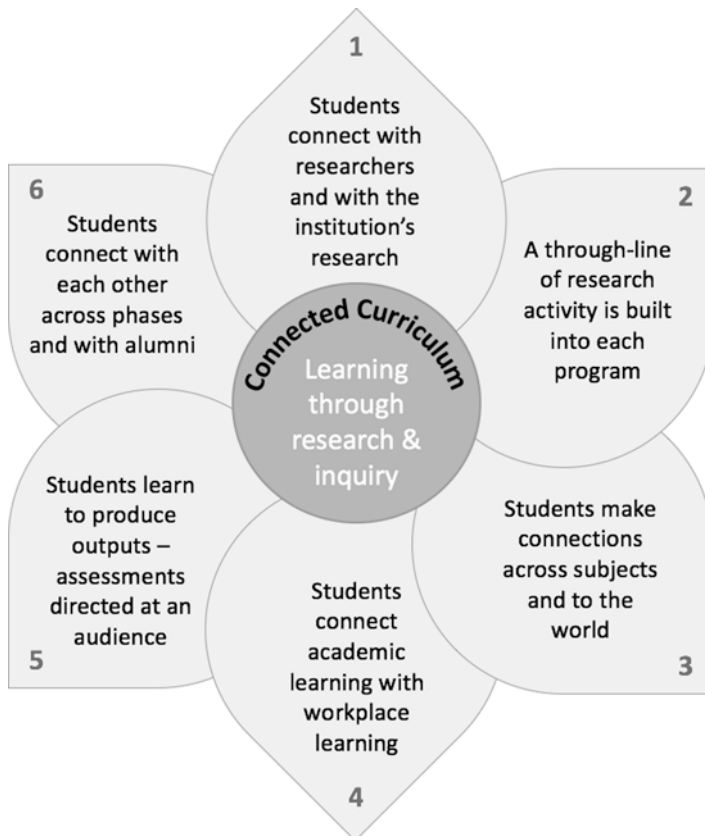 1
Students
connect with
researchers
and with the
institution's
research
2
A through-line
of research
activity is built
into each
program
3
Students make
connections
across subjects
and to the
world
4
Students
connect
academic
learning with
workplace
learning
5
Students learn
to produce
outputs –
assessments
directed at an
audience
6
Students
connect with
each other
across phases
and with alumni
Connected Curriculum
Learning
through
research &
inquiry